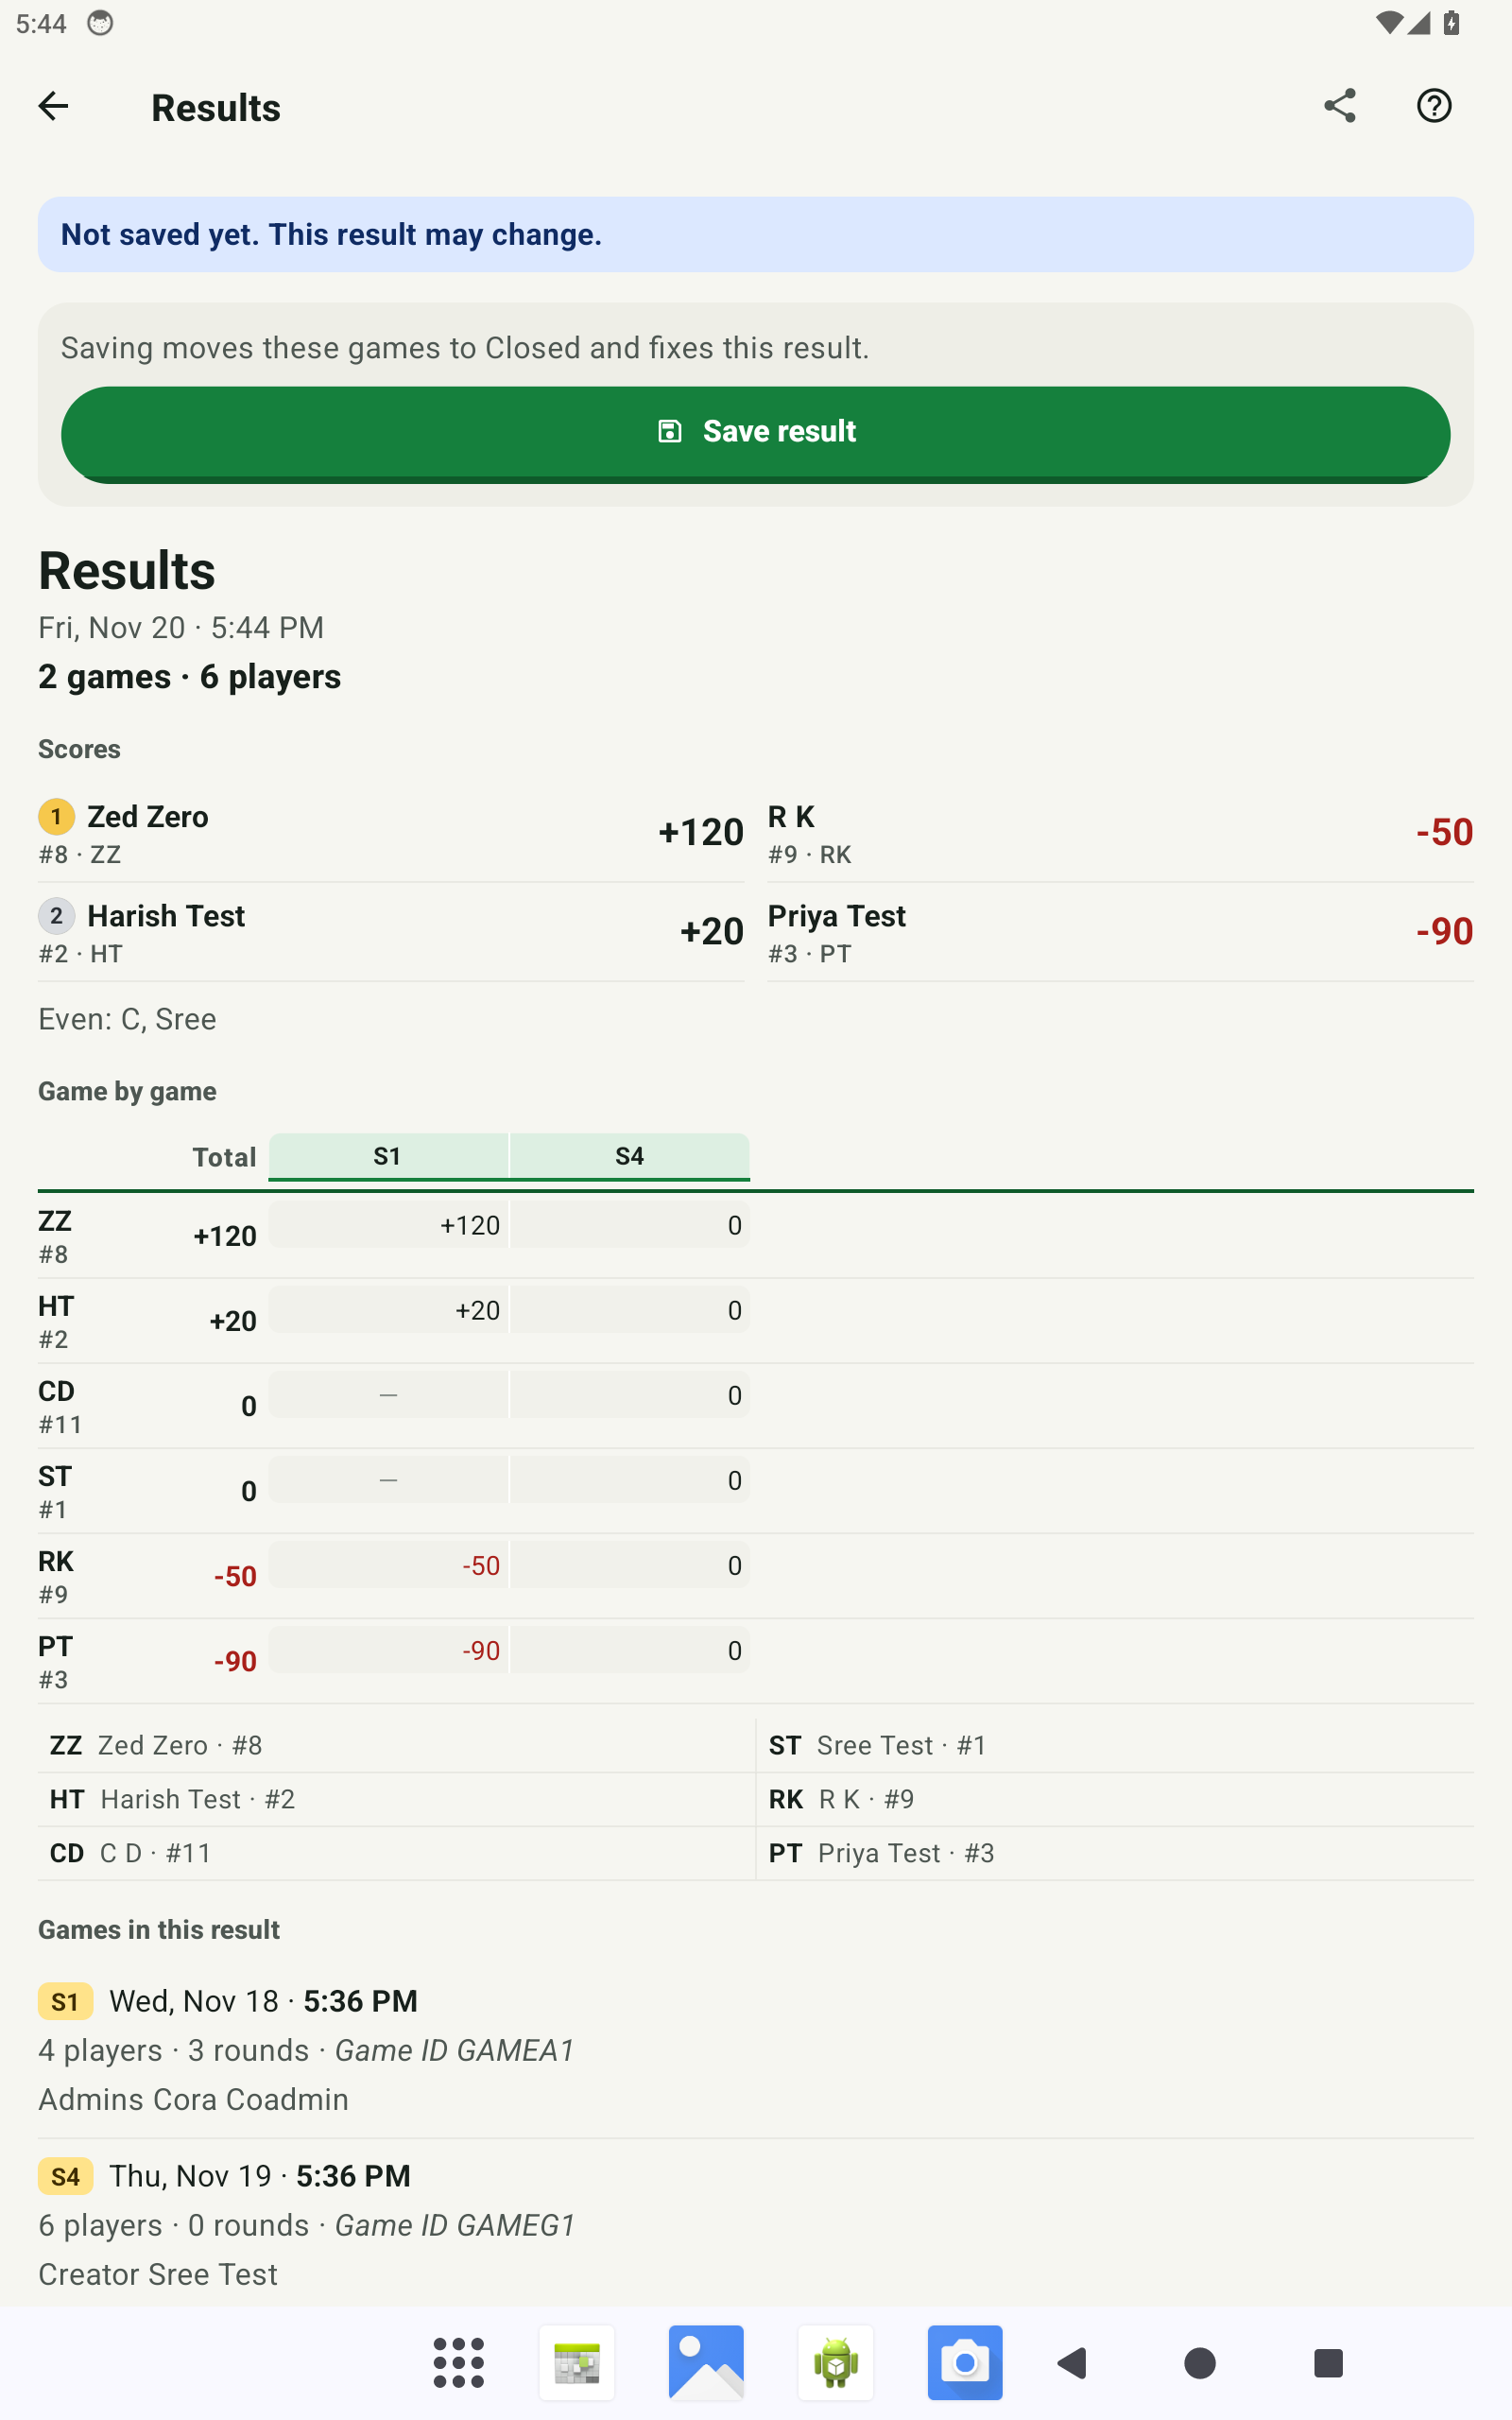 5:44
Results
Not saved yet. This result may change.
Saving moves these games to Closed and fixes this result.
Save result
Results
Fri, Nov 20 · 5:44 PM
2 games · 6 players
Scores
1 Zed Zero +120
#8 · ZZ
R K -50
#9 · RK
2 Harish Test +20
#2 · HT
Priya Test -90
#3 · PT
Even: C, Sree
Game by game
Total S1 S4
ZZ +120 +120 0
#8
HT +20 +20 0
#2
CD 0 — 0
#11
ST 0 — 0
#1
RK -50 -50 0
#9
PT -90 -90 0
#3
ZZ Zed Zero · #8
HT Harish Test · #2
CD C D · #11
ST Sree Test · #1
RK R K · #9
PT Priya Test · #3
Games in this result
S1 Wed, Nov 18 · 5:36 PM
4 players · 3 rounds · Game ID GAMEA1
Admins Cora Coadmin
S4 Thu, Nov 19 · 5:36 PM
6 players · 0 rounds · Game ID GAMEG1
Creator Sree Test